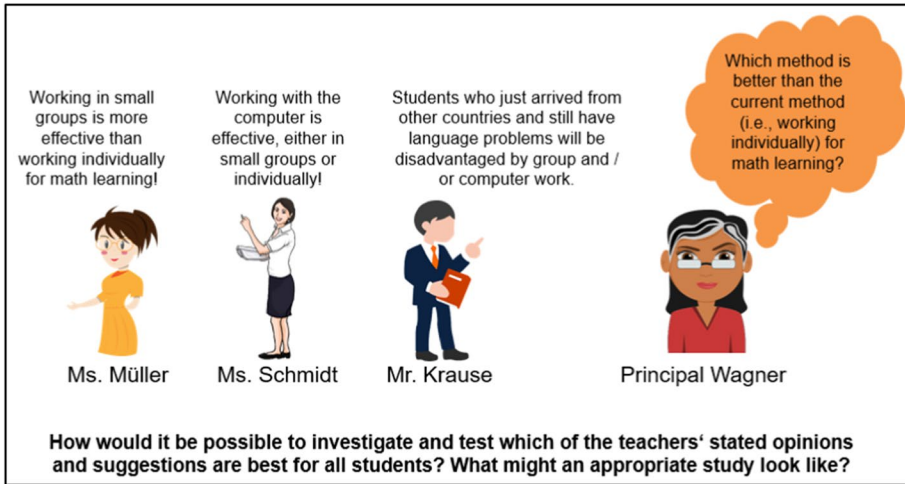 Working in small
groups is more
effective than
working individually
for math learning!
Working with the
computer is
effective, either in
small groups or
individually!
Students who just arrived from
other countries and still have
language problems will be
disadvantaged by group and /
or computer work.
Which method is
better than the
current method
(i.e., working
individually) for
math learning?
Ms. Müller
Ms. Schmidt
Mr. Krause
Principal Wagner
How would it be possible to investigate and test which of the teachers‘ stated opinions
and suggestions are best for all students? What might an appropriate study look like?